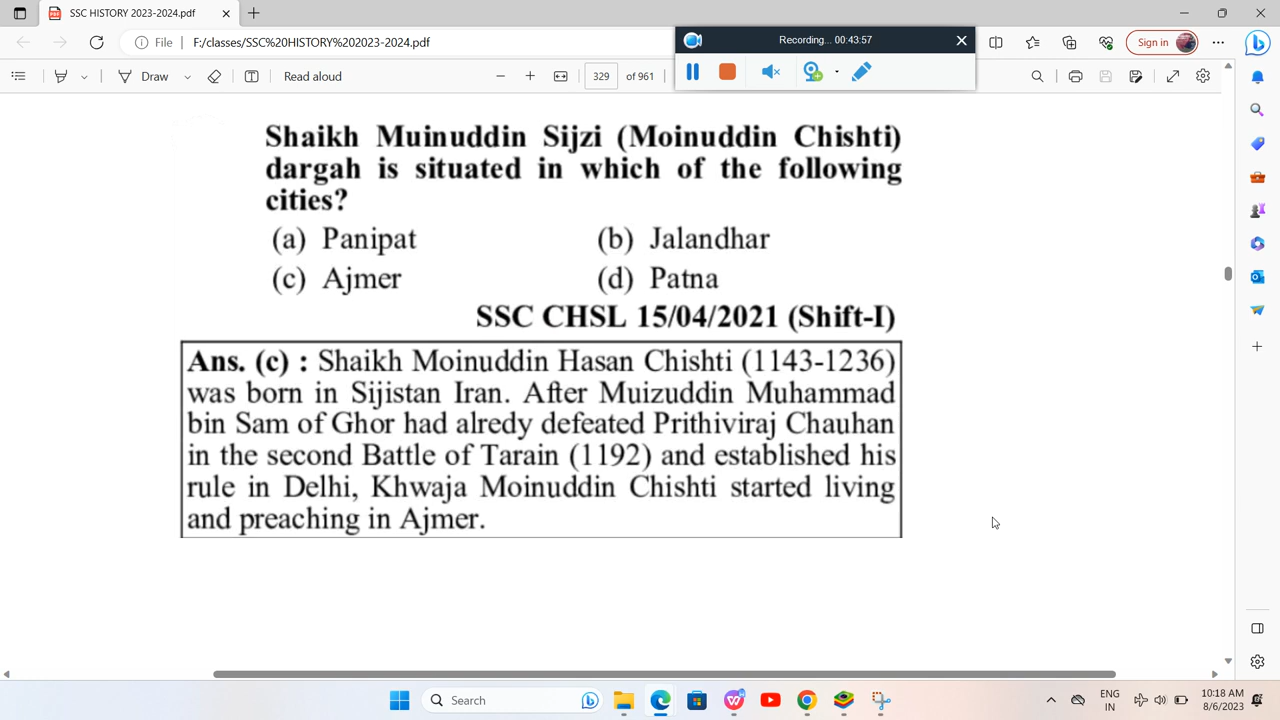 SSC HISTORY 2023-2024.pdf
File F:/classes/SSC%20HISTORY%202023-2024.pdf
Recording... 00:43:57
Sign in
Draw
Read aloud
329 of 961
Shaikh Muinuddin Sijzi (Moinuddin Chishti)
dargah is situated in which of the following
cities?
(a) Panipat (b) Jalandhar
(c) Ajmer (d) Patna
SSC CHSL 15/04/2021 (Shift-I)
Ans. (c) : Shaikh Moinuddin Hasan Chishti (1143-1236)
was born in Sijistan Iran. After Muizuddin Muhammad
bin Sam of Ghor had alredy defeated Prithiviraj Chauhan
in the second Battle of Tarain (1192) and established his
rule in Delhi, Khwaja Moinuddin Chishti started living
and preaching in Ajmer.
Search
ENG
IN
10:18 AM
8/6/2023